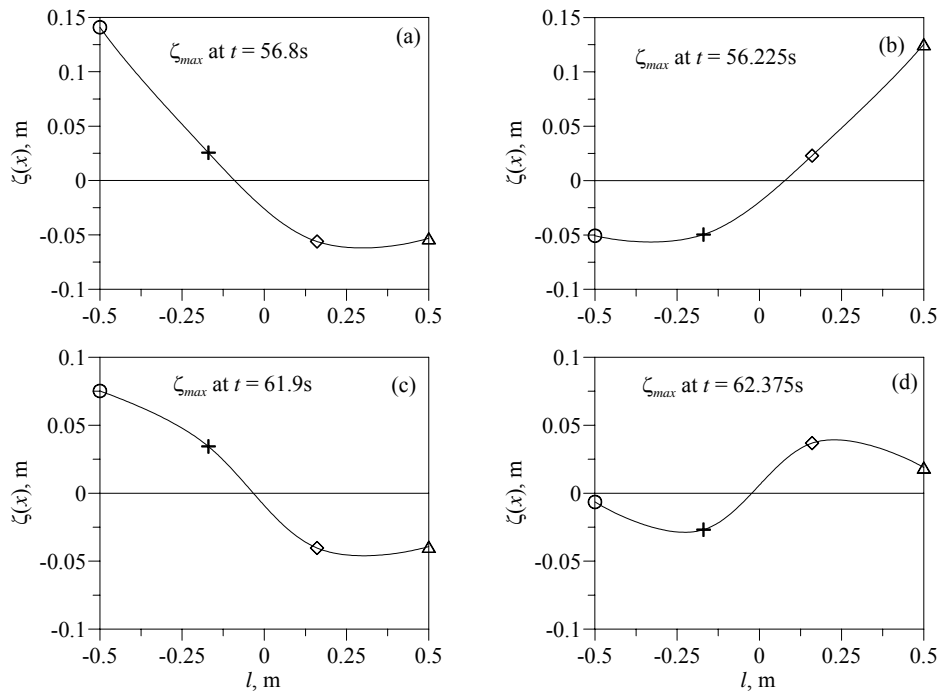 0.15
0.1
0.05
0
-0.05
-0.1
ζ(x), m
ζmax at t = 56.8s
(a)
-0.5 -0.25 0 0.25 0.5
0.15
0.1
0.05
0
-0.05
-0.1
ζ(x), m
ζmax at t = 56.225s
(b)
-0.5 -0.25 0 0.25 0.5
0.1
0.05
0
-0.05
-0.1
ζ(x), m
ζmax at t = 61.9s
(c)
-0.5 -0.25 0 0.25 0.5
l, m
0.1
0.05
0
-0.05
-0.1
ζ(x), m
ζmax at t = 62.375s
(d)
-0.5 -0.25 0 0.25 0.5
l, m